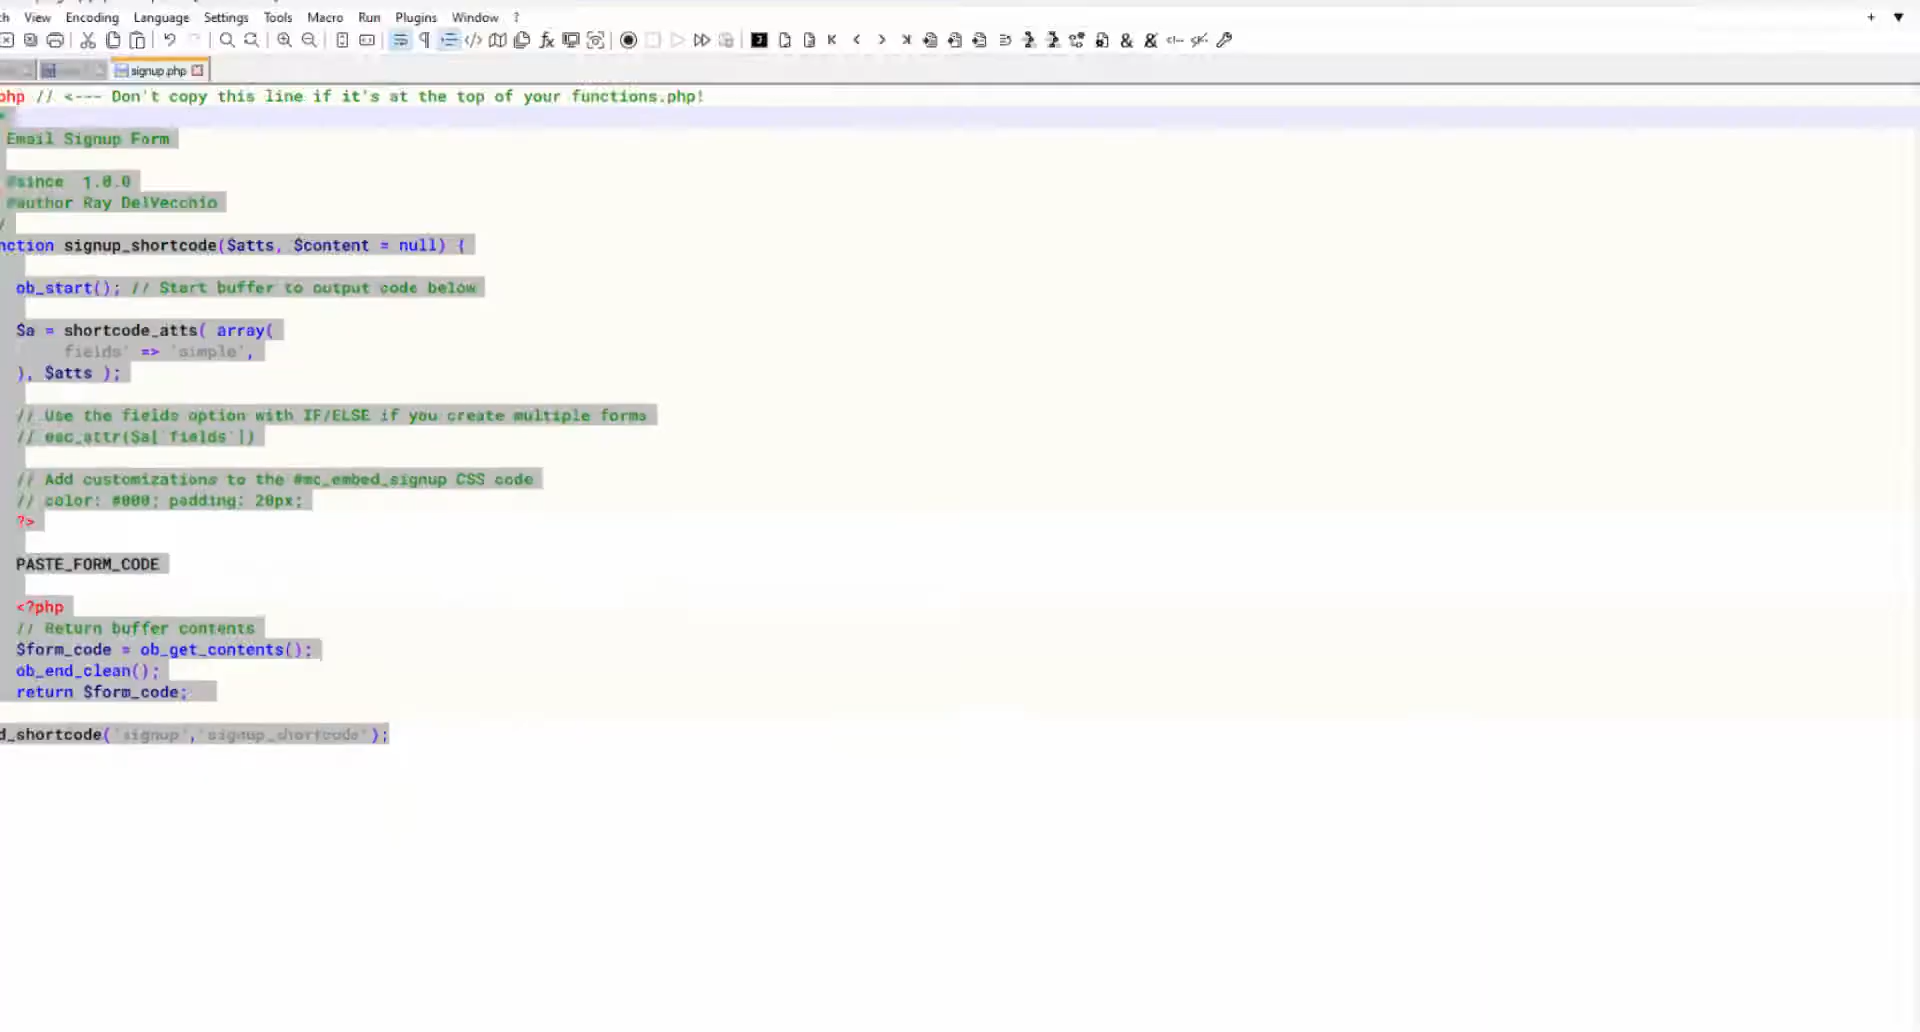 View Encoding Language Settings Tools Macro Run Plugins Window ?
signup.php
php // <--- Don't copy this line if it's at the top of your functions.php!
Email Signup Form
@since 1.0.0
@author Ray DelVecchio
nction signup_shortcode($atts, $content = null) {
ob_start(); // Start buffer to output code below
$a = shortcode_atts( array(
fields' => 'simple',
), $atts );
// Use the fields option with IF/ELSE if you create multiple forms
// esc_attr($a['fields'])
// Add customizations to the #mc_embed_signup CSS code
// color: #000; padding: 20px;
?>
PASTE_FORM_CODE
<?php
// Return buffer contents
$form_code = ob_get_contents();
ob_end_clean();
return $form_code;
d_shortcode('signup','signup_shortcode');